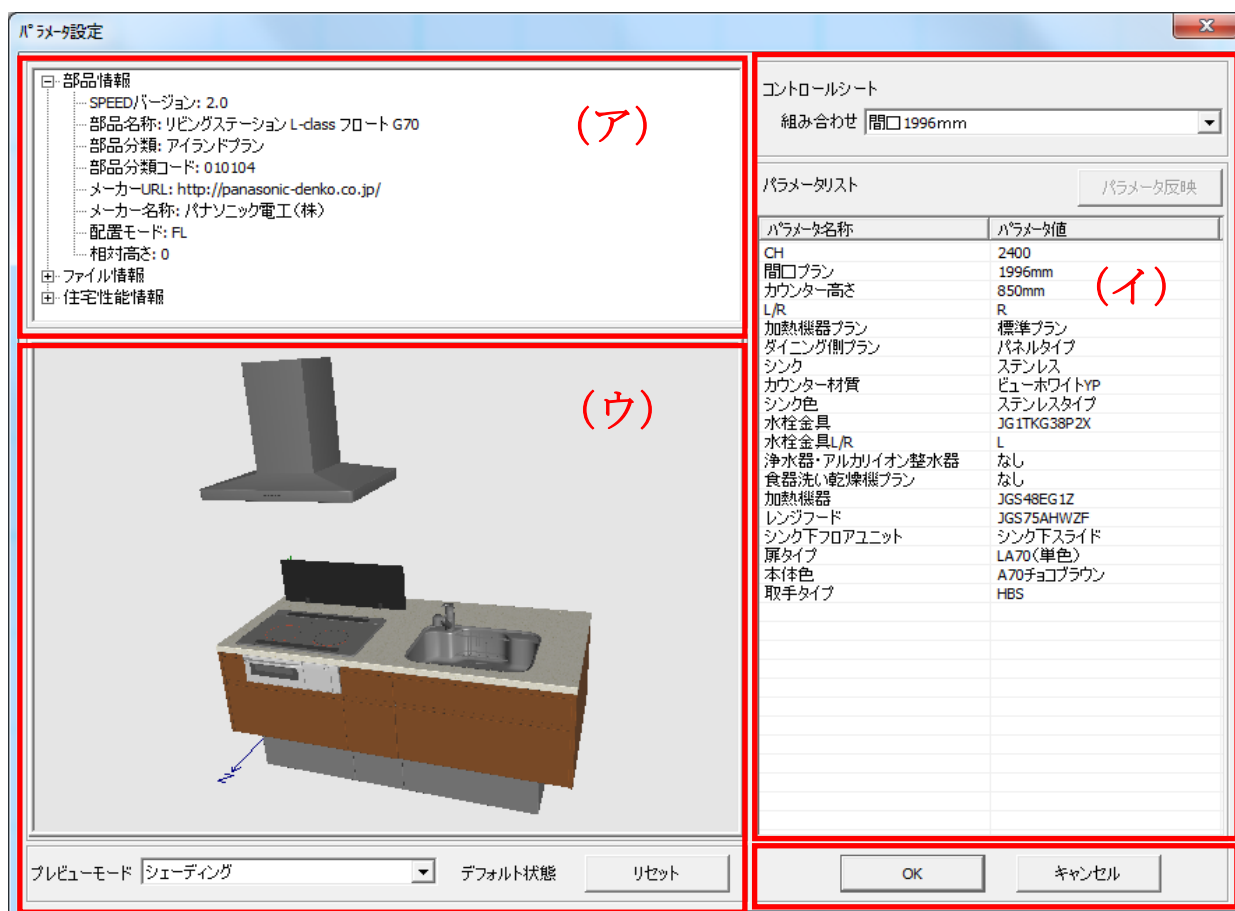 パラメータ設定
部品情報
SPEEDバージョン: 2.0
部品名称: リビングステーション L-class フロート G70
部品分類: アイランドプラン
部品分類コード: 010104
メーカーURL: http://panasonic-denko.co.jp/
メーカー名称: パナソニック電工(株)
配置モード: FL
相対高さ: 0
ファイル情報
住宅性能情報
(ア)
(ウ)
Z
プレビューモード シェーディング デフォルト状態 リセット
コントロールシート
組み合わせ 間口1996mm
パラメータリスト パラメータ反映
パラメータ名称 パラメータ値
CH 2400
間口プラン 1996mm
カウンター高さ 850mm
(イ)
L/R R
加熱機器プラン 標準プラン
ダイニング側プラン パネルタイプ
シンク ステンレス
カウンター材質 ビューホワイトYP
シンク色 ステンレスタイプ
水栓金具 JG1TKG38P2X
水栓金具L/R L
浄水器・アルカリイオン整水器 なし
食器洗い乾燥機プラン なし
加熱機器 JGS48EG1Z
レンジフード JGS75AHWZF
シンク下フロアユニット シンク下スライド
扉タイプ LA70(単色)
本体色 A70チョコブラウン
取手タイプ HBS
OK キャンセル